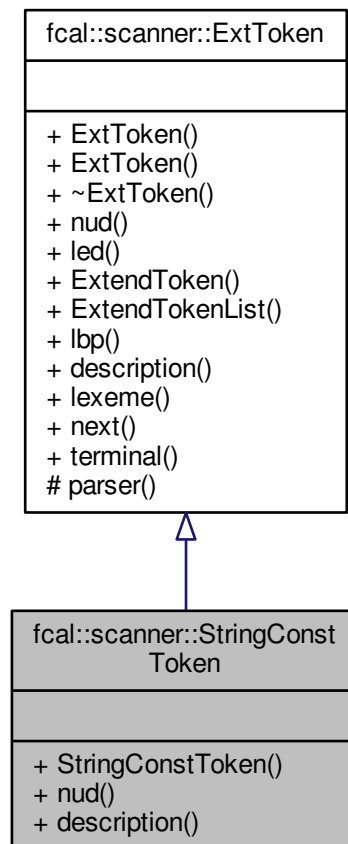 fcal::scanner::ExtToken
+ ExtToken()
+ ExtToken()
+ ~ExtToken()
+ nud()
+ led()
+ ExtendToken()
+ ExtendTokenList()
+ lbp()
+ description()
+ lexeme()
+ next()
+ terminal()
# parser()
fcal::scanner::StringConst
Token
+ StringConstToken()
+ nud()
+ description()